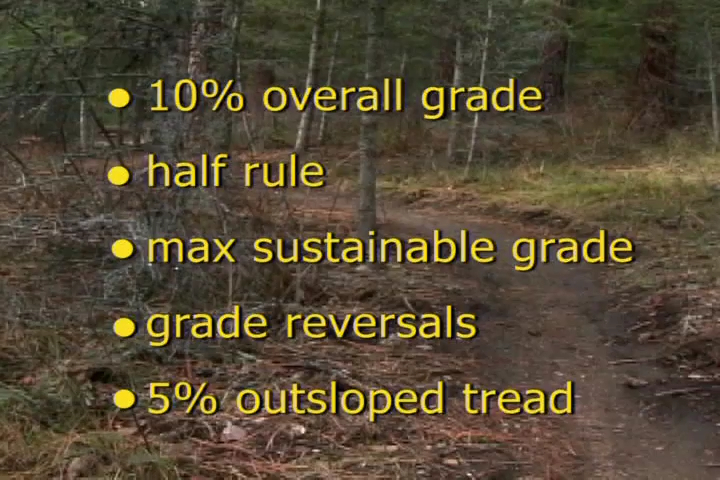 • 10% overall grade
• half rule
• max sustainable grade
• grade reversals
• 5% outsloped tread